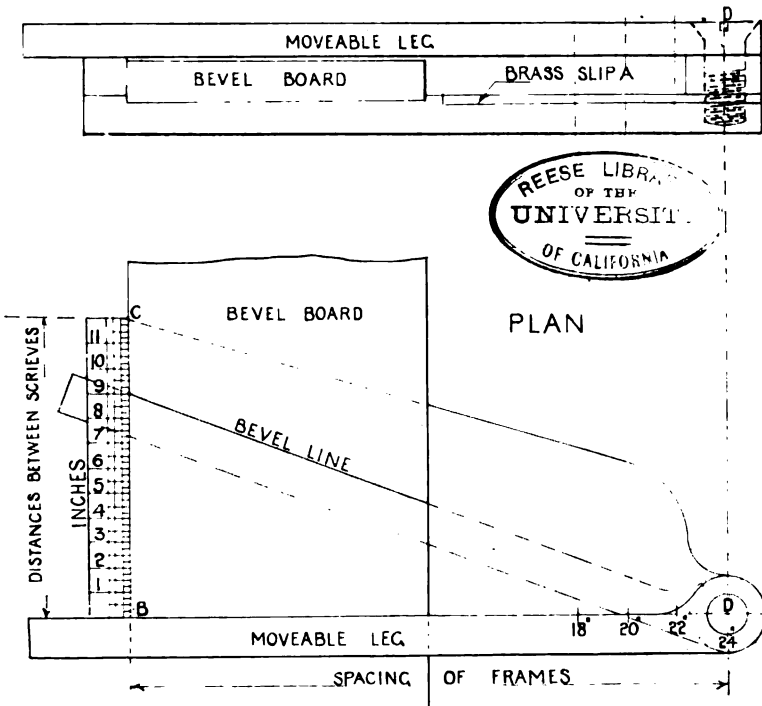 D
MOVEABLE LEG
BEVEL BOARD
BRASS SLIP A
REESE
OF THE
OF CALIFORNIA
C
BEVEL BOARD
PLAN
DISTANCES BETWEEN SCRIEVES
INCHES
11
10
9
8
7
6
5
4
3
2
1
BEVEL LINE
B
D
18"
20"
22"
24"
MOVEABLE LEG
SPACING OF FRAMES